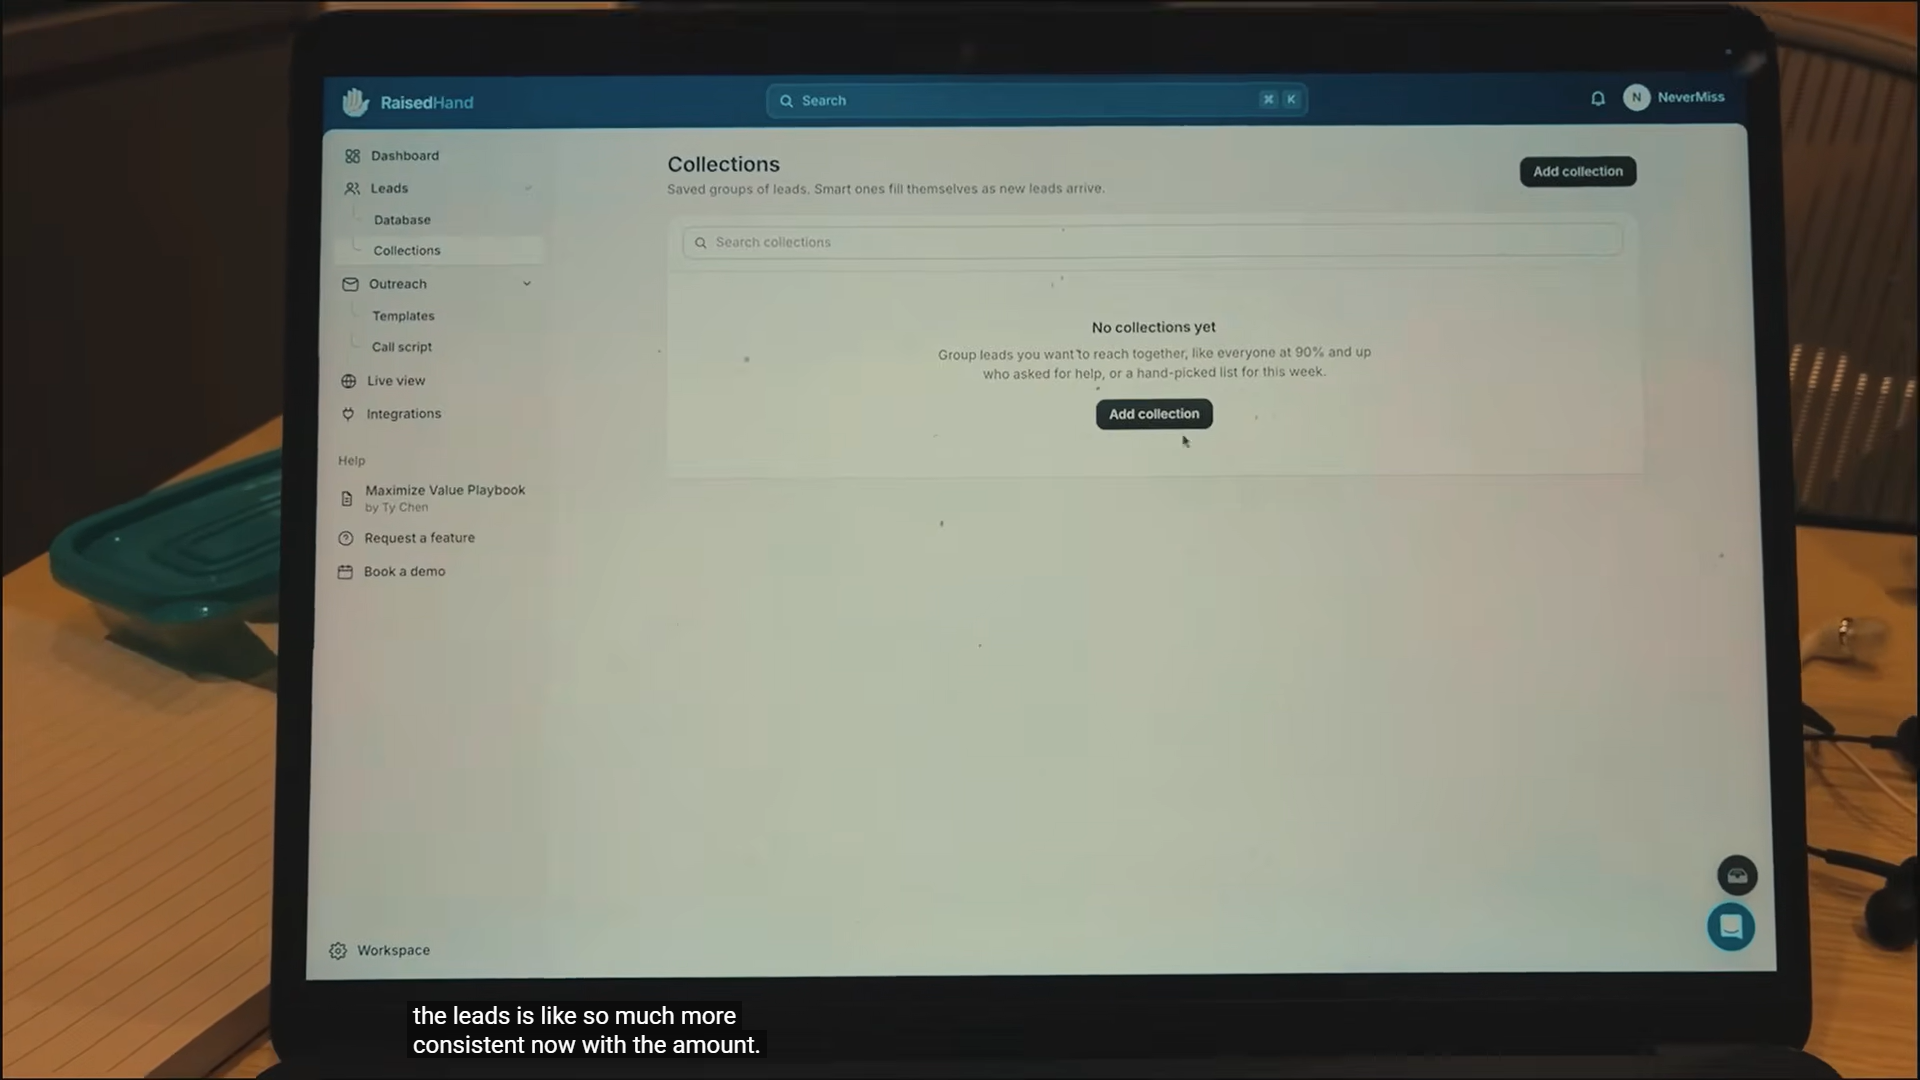 RaisedHand
Search
⌘ K
N NeverMiss
Dashboard
Leads
Database
Collections
Outreach
Templates
Call script
Live view
Integrations
Help
Maximize Value Playbook
by Ty Chen
Request a feature
Book a demo
Workspace
Collections
Saved groups of leads. Smart ones fill themselves as new leads arrive.
Add collection
Search collections
No collections yet
Group leads you want to reach together, like everyone at 90% and up
who asked for help, or a hand-picked list for this week.
Add collection
the leads is like so much more
consistent now with the amount.